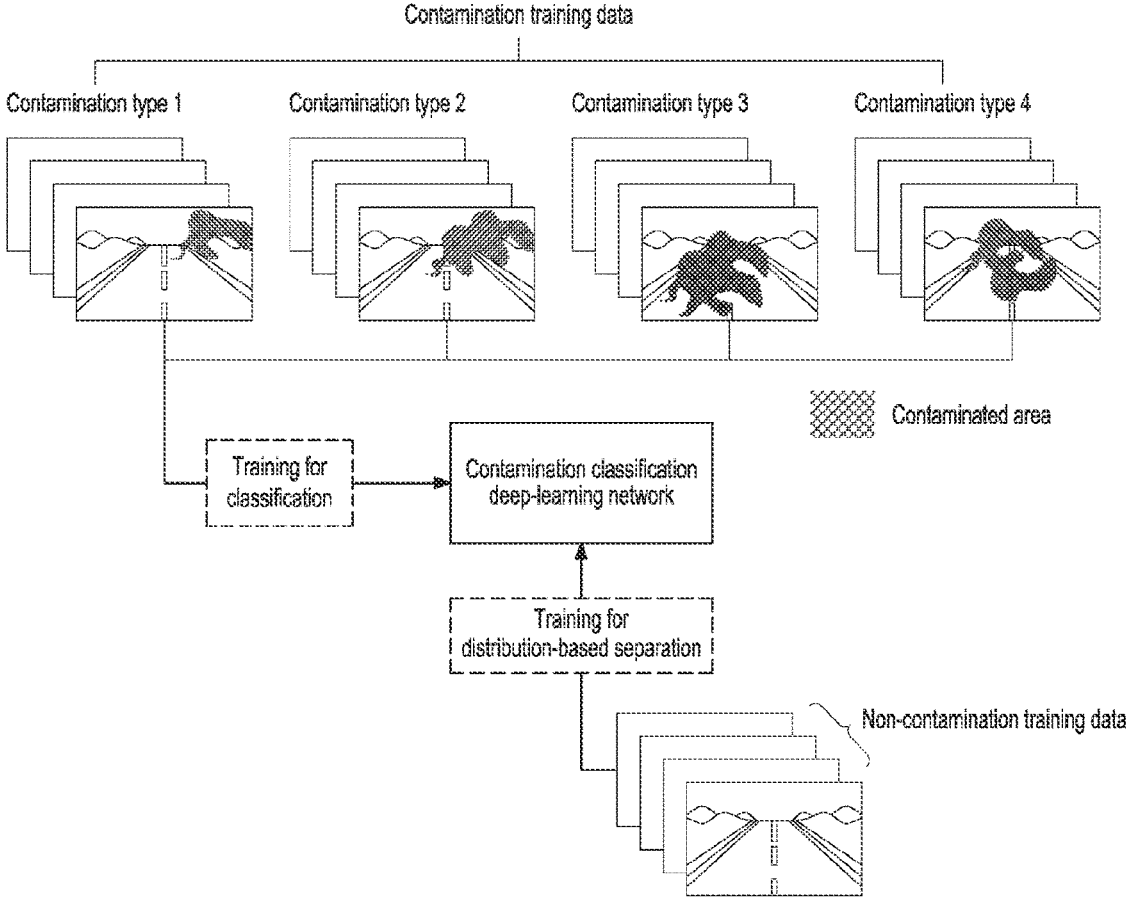 Contamination training data
Contamination type 1
Contamination type 2
Contamination type 3
Contamination type 4
Contaminated area
Training for
classification
Contamination classification
deep-learning network
Training for
distribution-based separation
Non-contamination training data